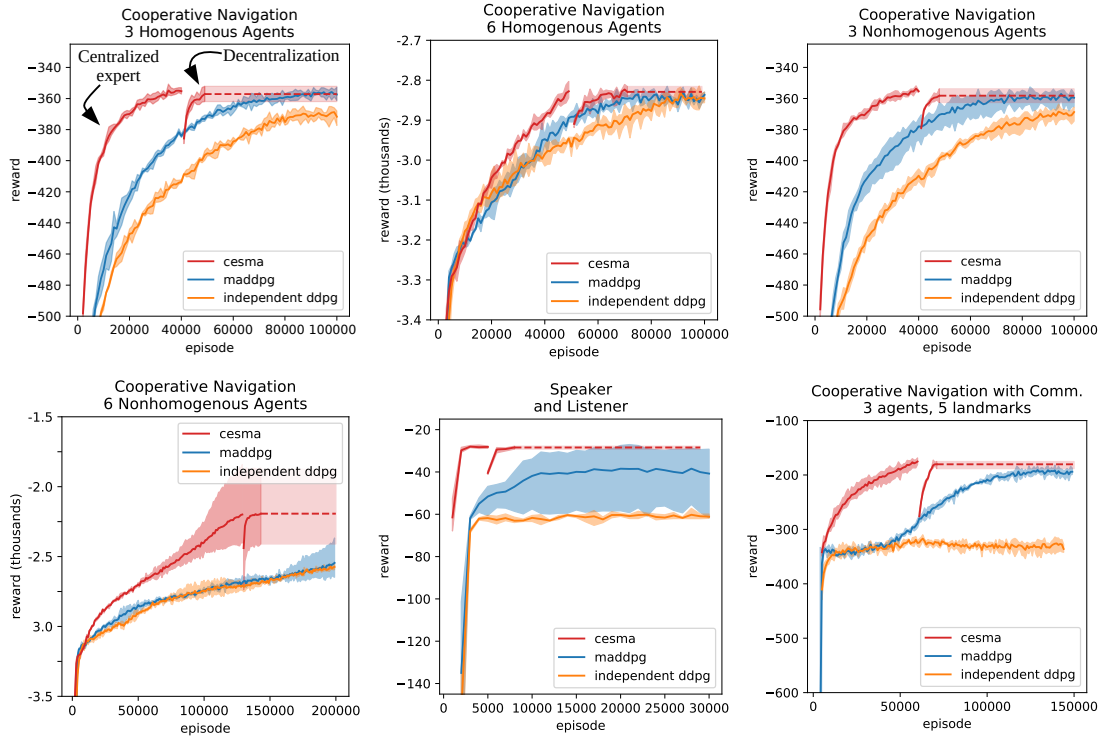 Cooperative Navigation
3 Homogenous Agents
Centralized
expert
Decentralization
−340
−360
−380
−400
−420
−440
−460
−480
−500
reward
0
20000
40000
60000
80000
100000
episode
cesma
maddpg
independent ddpg
Cooperative Navigation
6 Homogenous Agents
-2.7
-2.8
-2.9
-3.0
-3.2
-3.3
-3.4
reward (thousands)
0
20000
40000
60000
80000
100000
episode
cesma
maddpg
independent ddpg
Cooperative Navigation
3 Nonhomogenous Agents
−340
−360
−380
−400
−420
−440
−460
−480
−500
reward
0
20000
40000
60000
80000
100000
episode
cesma
maddpg
independent ddpg
Cooperative Navigation
6 Nonhomogenous Agents
-1.5
-2.0
-2.5
3.0
-3.5
reward (thousands)
0
50000
100000
150000
200000
episode
cesma
maddpg
independent ddpg
Speaker
and Listener
−20
−40
−60
−80
−100
−120
−140
reward
0
5000
10000
15000
20000
25000
30000
episode
cesma
maddpg
independent ddpg
Cooperative Navigation with Comm.
3 agents, 5 landmarks
−100
−200
−300
−400
−500
−600
reward
0
50000
100000
150000
episode
cesma
maddpg
independent ddpg